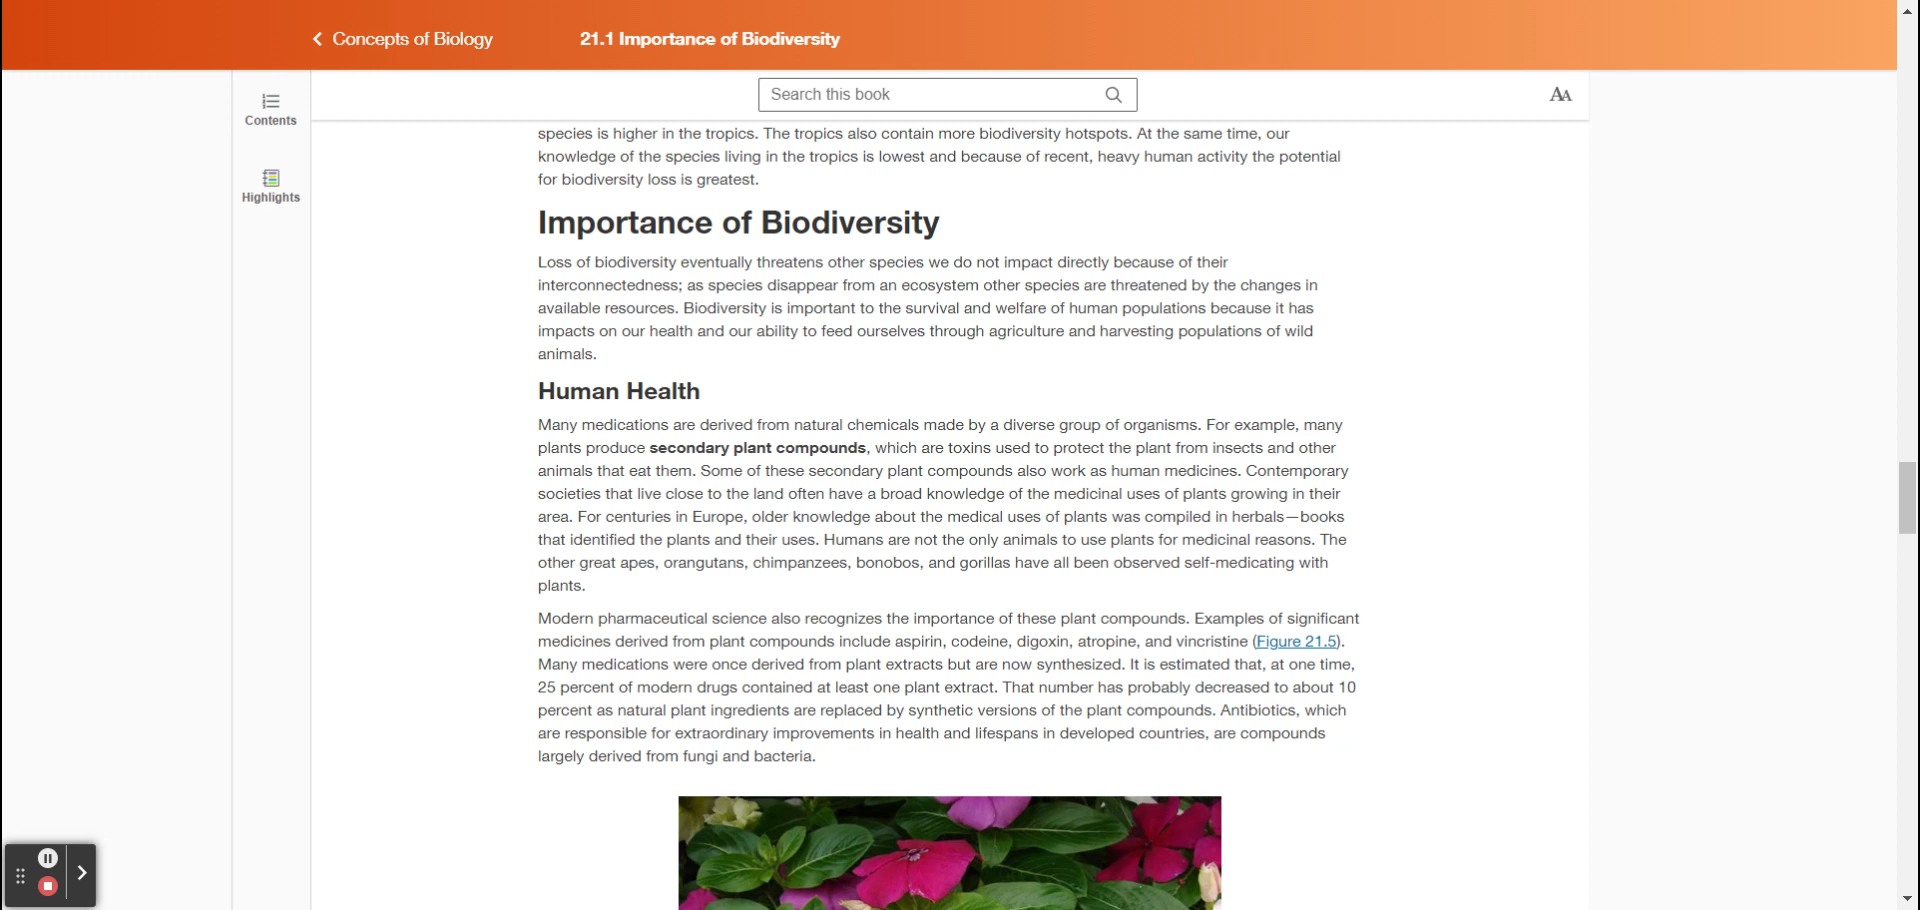 Concepts of Biology
21.1 Importance of Biodiversity
Search this book
AA
Contents
Highlights
species is higher in the tropics. The tropics also contain more biodiversity hotspots. At the same time, our
knowledge of the species living in the tropics is lowest and because of recent, heavy human activity the potential
for biodiversity loss is greatest.
Importance of Biodiversity
Loss of biodiversity eventually threatens other species we do not impact directly because of their
interconnectedness; as species disappear from an ecosystem other species are threatened by the changes in
available resources. Biodiversity is important to the survival and welfare of human populations because it has
impacts on our health and our ability to feed ourselves through agriculture and harvesting populations of wild
animals.
Human Health
Many medications are derived from natural chemicals made by a diverse group of organisms. For example, many
plants produce secondary plant compounds, which are toxins used to protect the plant from insects and other
animals that eat them. Some of these secondary plant compounds also work as human medicines. Contemporary
societies that live close to the land often have a broad knowledge of the medicinal uses of plants growing in their
area. For centuries in Europe, older knowledge about the medical uses of plants was compiled in herbals—books
that identified the plants and their uses. Humans are not the only animals to use plants for medicinal reasons. The
other great apes, orangutans, chimpanzees, bonobos, and gorillas have all been observed self-medicating with
plants.
Modern pharmaceutical science also recognizes the importance of these plant compounds. Examples of significant
medicines derived from plant compounds include aspirin, codeine, digoxin, atropine, and vincristine (Figure 21.5).
Many medications were once derived from plant extracts but are now synthesized. It is estimated that, at one time,
25 percent of modern drugs contained at least one plant extract. That number has probably decreased to about 10
percent as natural plant ingredients are replaced by synthetic versions of the plant compounds. Antibiotics, which
are responsible for extraordinary improvements in health and lifespans in developed countries, are compounds
largely derived from fungi and bacteria.